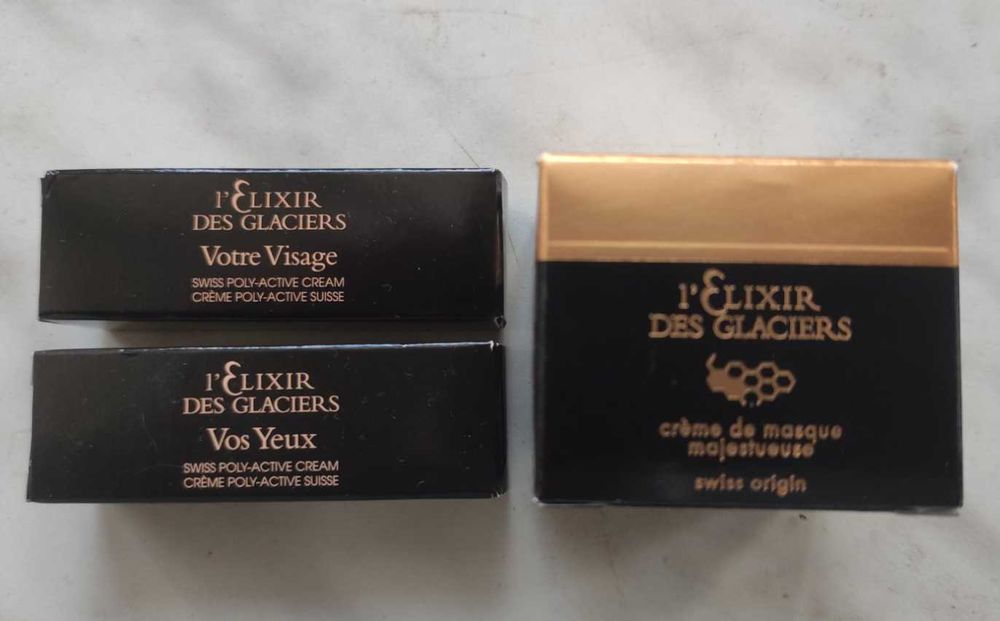 l'Elixir
des Glaciers
Votre Visage
SWISS POLY-ACTIVE CREAM
CRÈME POLY-ACTIVE SUISSE
l'Elixir
des Glaciers
Vos Yeux
SWISS POLY-ACTIVE CREAM
CRÈME POLY-ACTIVE SUISSE
l'Elixir
des Glaciers
crème de masque
majestueuse
swiss origin